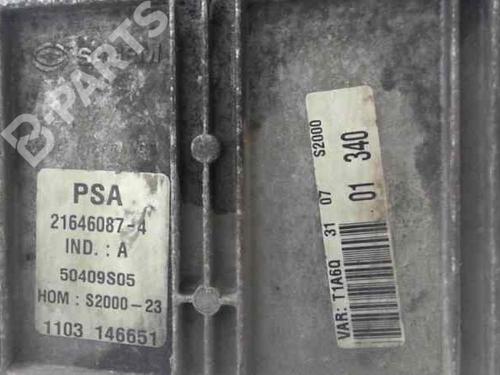 B-PARTS
PSA
21646087-4
IND. : A
50409S05
HOM : S2000-23
1103 146651
VAR: T1A6Q 31 07 S2000
01 340